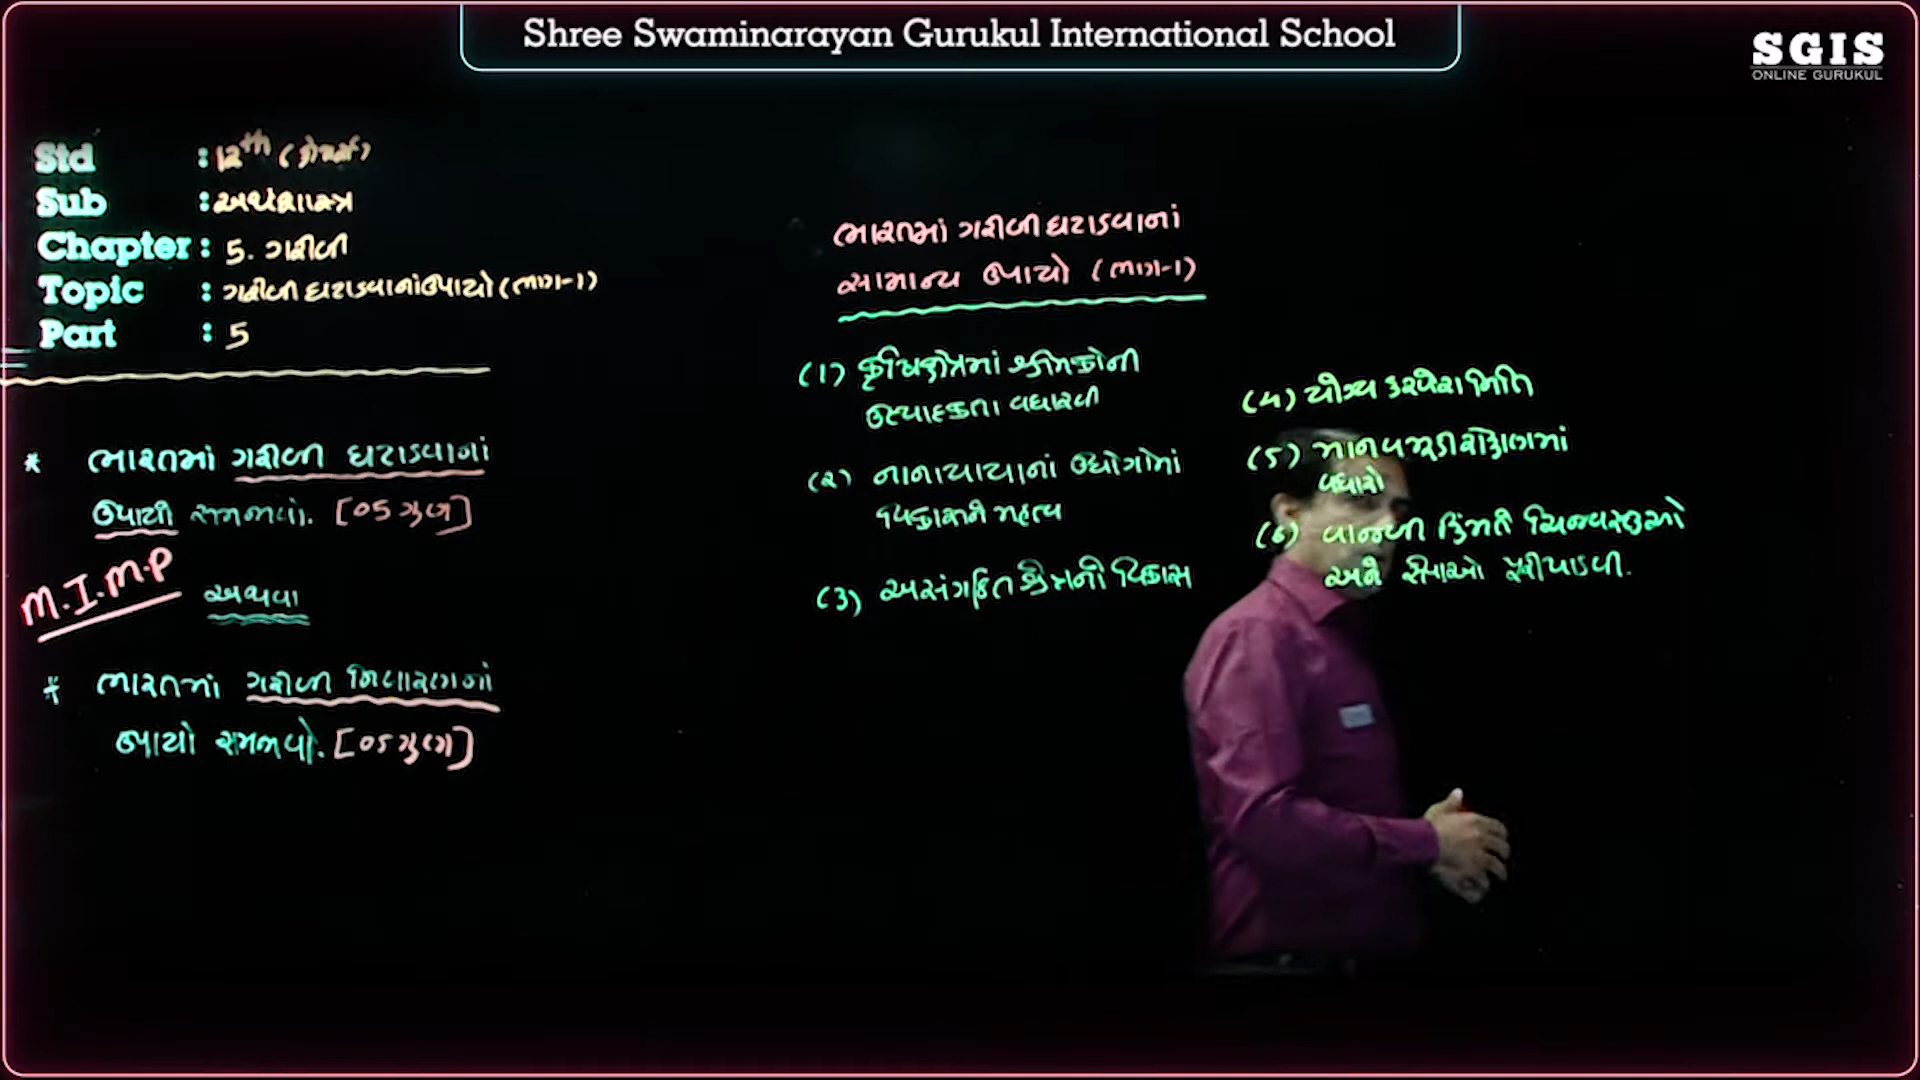 Shree Swaminarayan Gurukul International School
SGIS
ONLINE GURUKUL
Std : 12th (કોમર્સ)
Sub : અર્થશાસ્ત્ર
Chapter : 5. ગરીબી
Topic : ગરીબી ઘટાડવાનાં ઉપાયો (ભાગ-1)
Part : 5
* ભારતમાં ગરીબી ઘટાડવાનાં
ઉપાયો સમજાવો. [05 ગુણ]
M.I.M.P
અથવા
* ભારતમાં ગરીબી નિવારણનાં
ઉપાયો સમજાવો. [05 ગુણ]
ભારતમાં ગરીબી ઘટાડવાનાં
સામાન્ય ઉપાયો (ભાગ-1)
(1) કૃષિક્ષેત્રમાં શ્રમિકોની
ઉત્પાદકતા વધારવી
(2) નાનાપાયાનાં ઉદ્યોગોમાં
વિકાસને મહત્વ
(3) અસંગઠિત ક્ષેત્રનો વિકાસ
(4) યોગ્ય કરવેરા નિતિ
(5) માનવમૂડીરોકાણમાં
વધારો
(6) વ્યાજબી કિંમતે ચિજવસ્તુઓ
અને સેવાઓ પૂરી પાડવી.